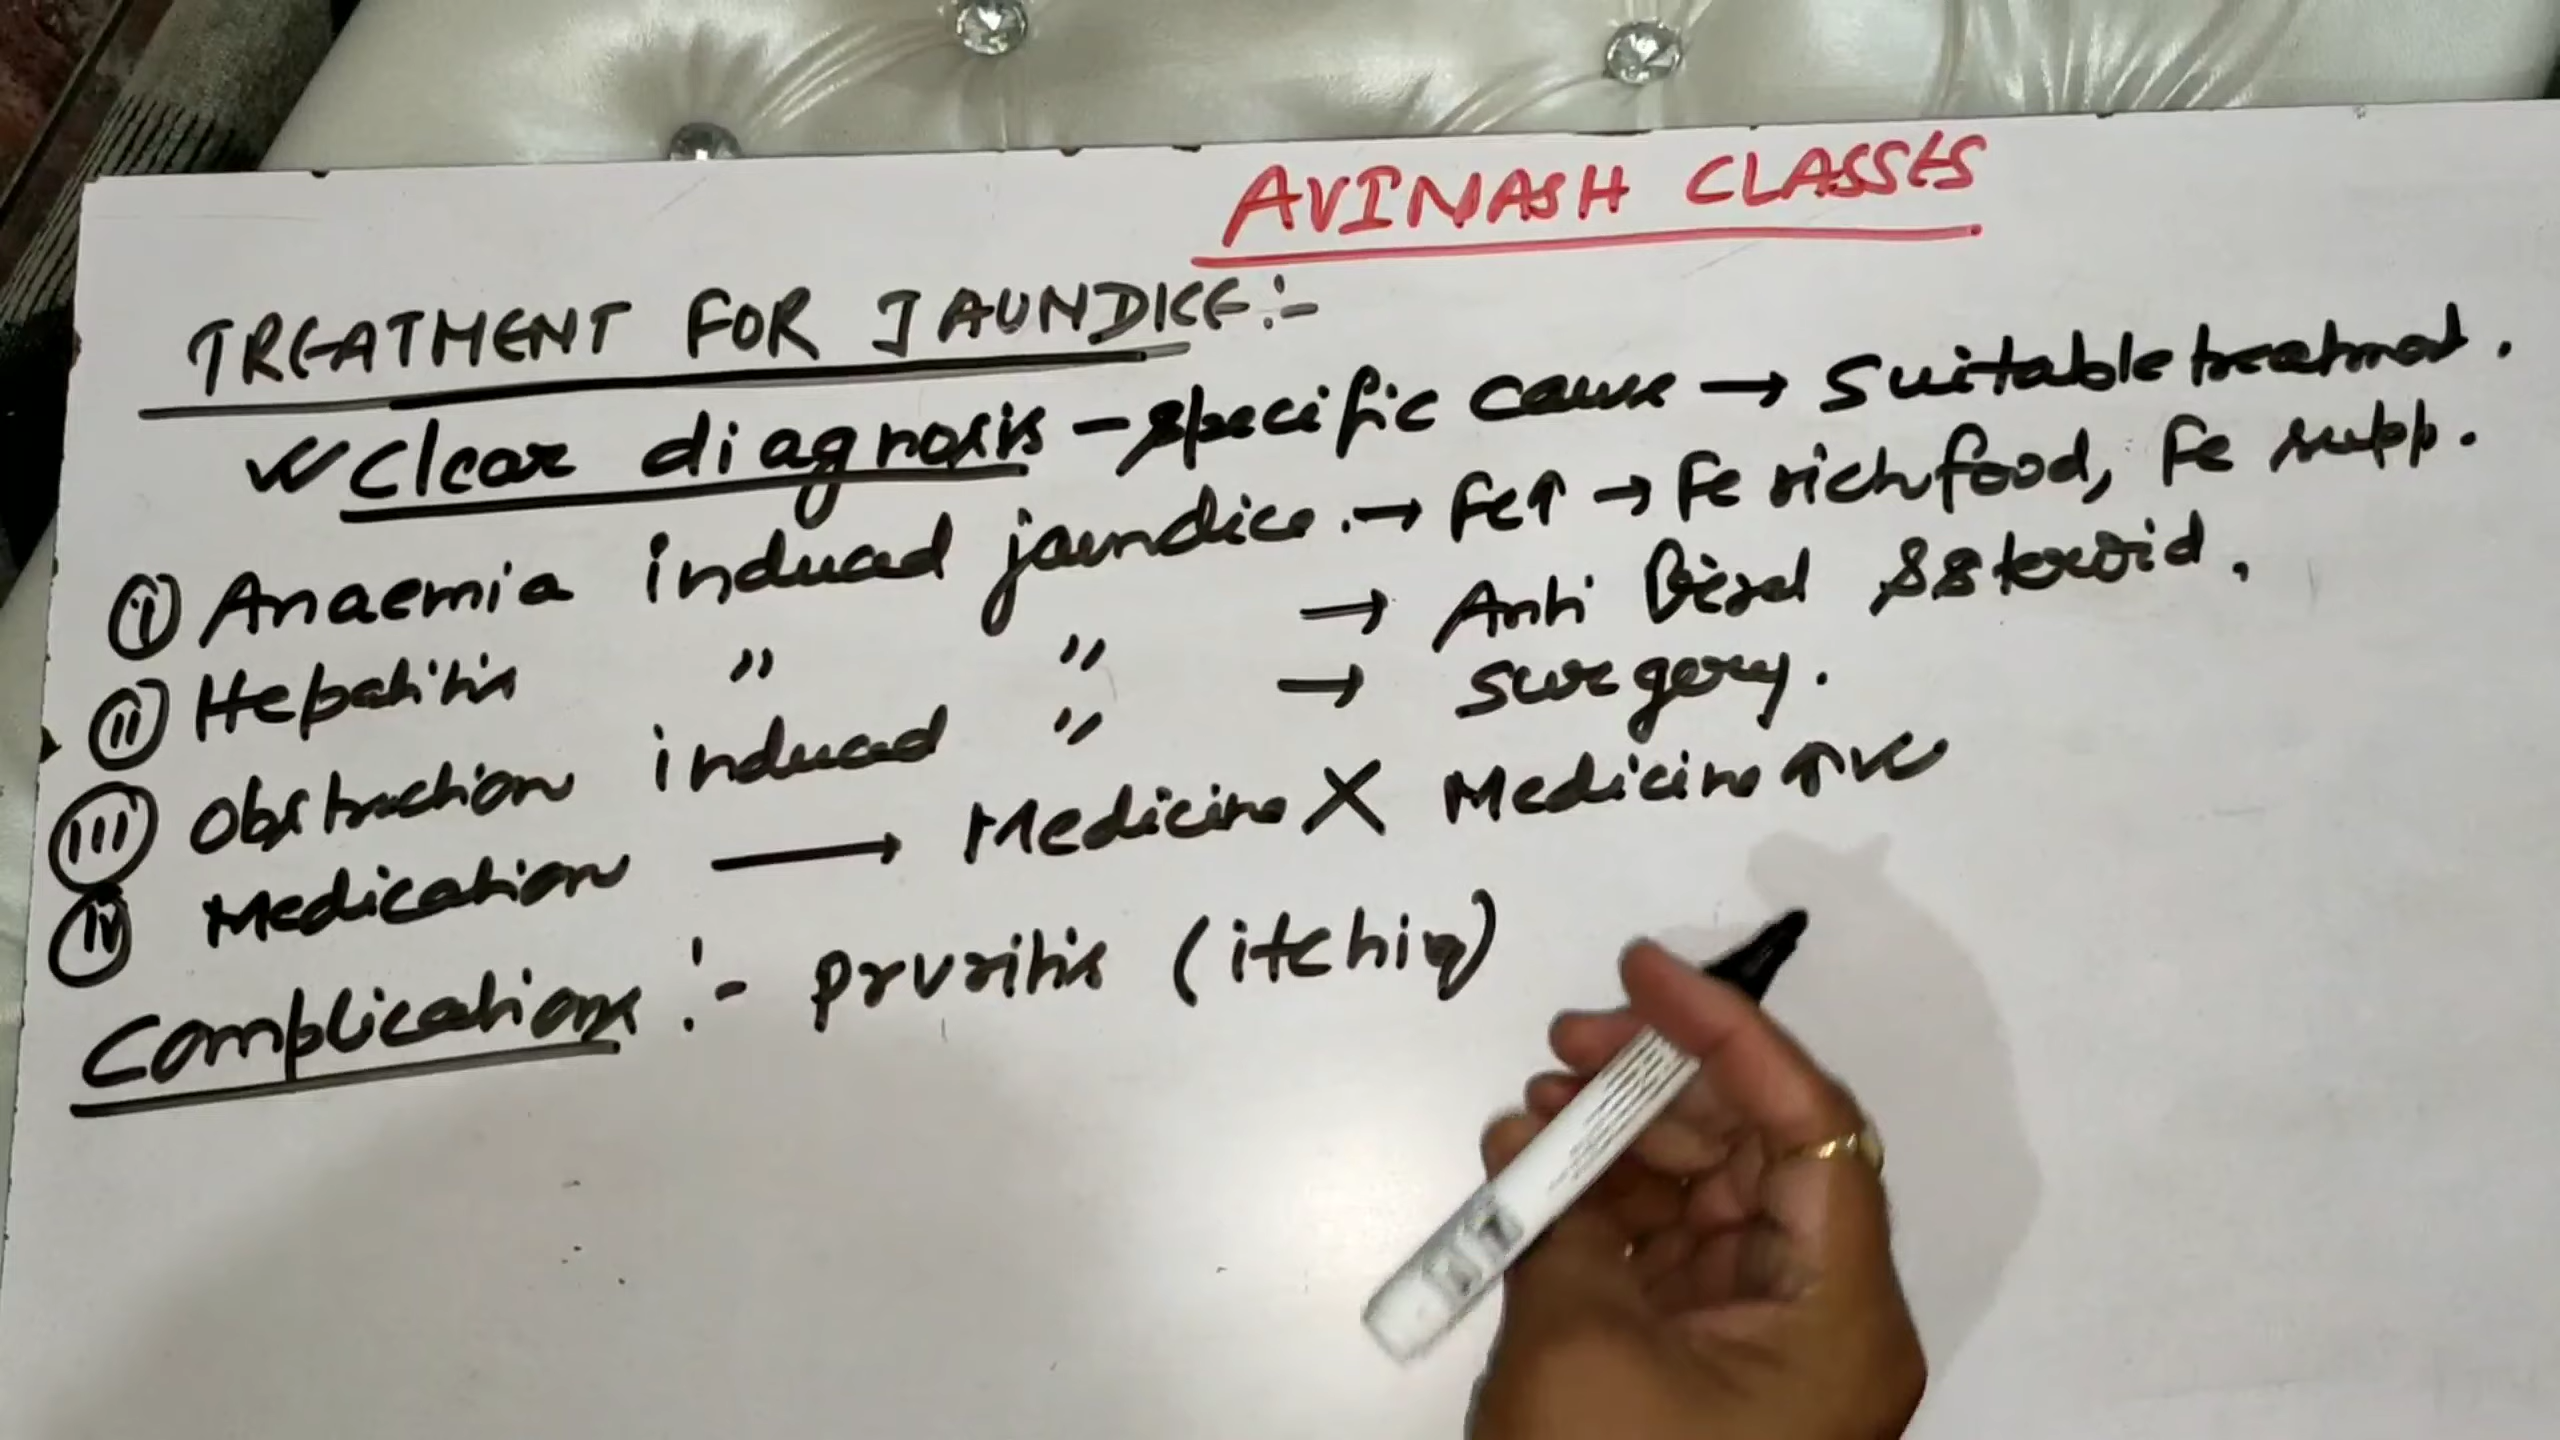 AVINASH CLASSES
TREATMENT FOR JAUNDICE:-
Clear diagnosis - specific cause → Suitable treatment.
(i) Anaemia induced jaundice. → Fe↑ → Fe rich food, Fe supp.
(ii) Hepatitis " " → Anti viral & steroid.
(iii) Obstruction induced " → surgery.
(iv) Medication → Medicine X Medicine
Complications :- pruritis (itching)